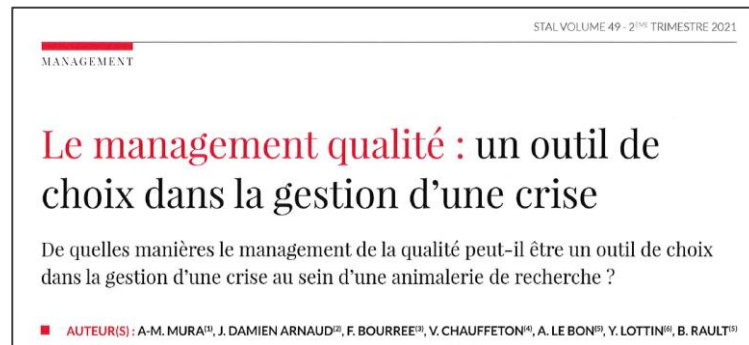 STAL VOLUME 49 - 2ÈME TRIMESTRE 2021
MANAGEMENT
Le management qualité : un outil de
choix dans la gestion d'une crise
De quelles manières le management de la qualité peut-il être un outil de choix
dans la gestion d'une crise au sein d'une animalerie de recherche ?
■ AUTEUR(S) : A-M. MURA(1), J. DAMIEN ARNAUD(2), F. BOURREE(3), V. CHAUFFETON(4), A. LE BON(5), Y. LOTTIN(6), B. RAULT(5)